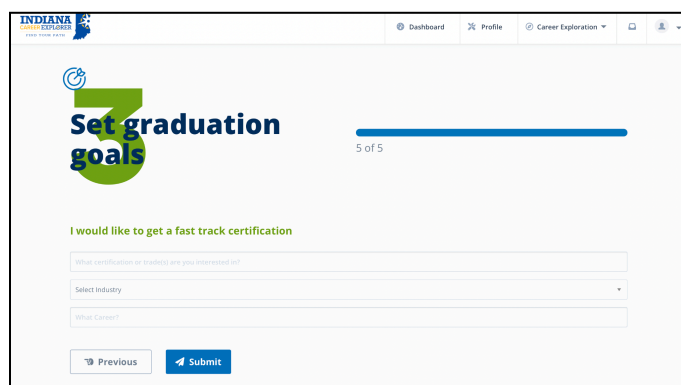 INDIANA
CAREER EXPLORER
FIND YOUR PATH
Dashboard
Profile
Career Exploration
3
Set graduation
goals
5 of 5
I would like to get a fast track certification
What certification or trade(s) are you interested in?
Select Industry
What Career?
Previous
Submit